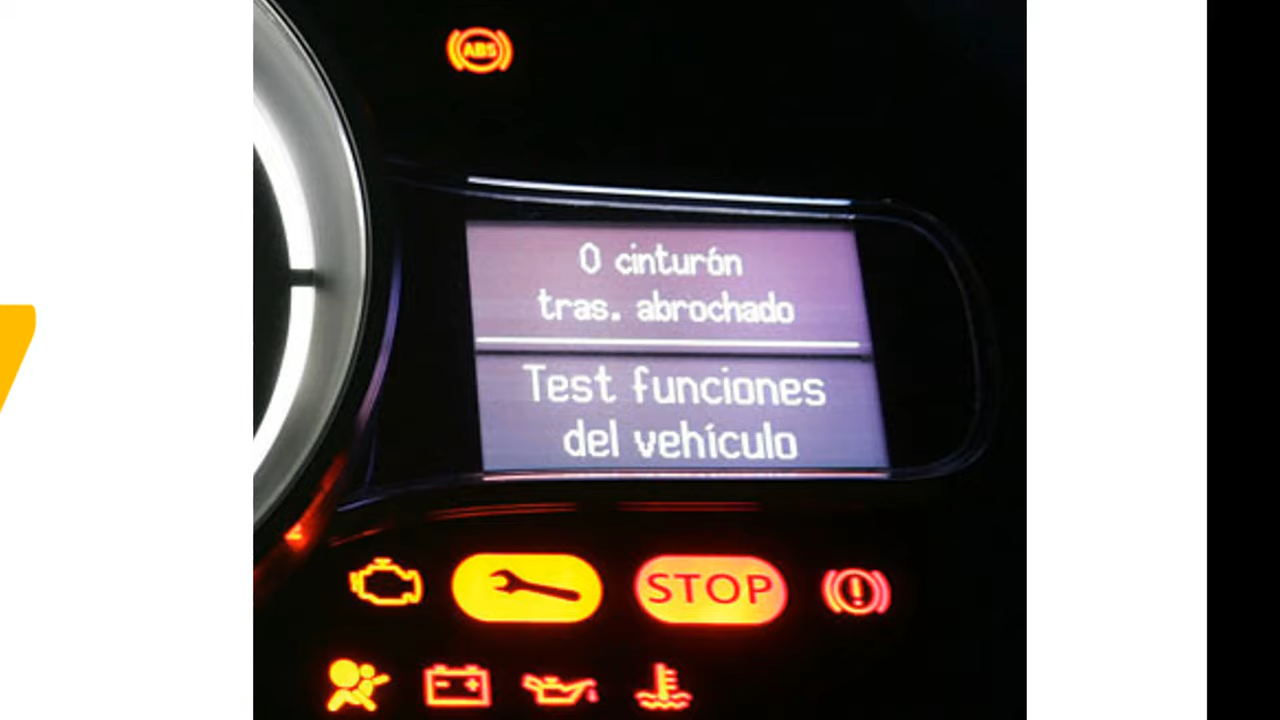 ABS
0 cinturón
tras. abrochado
Test funciones
del vehículo
STOP